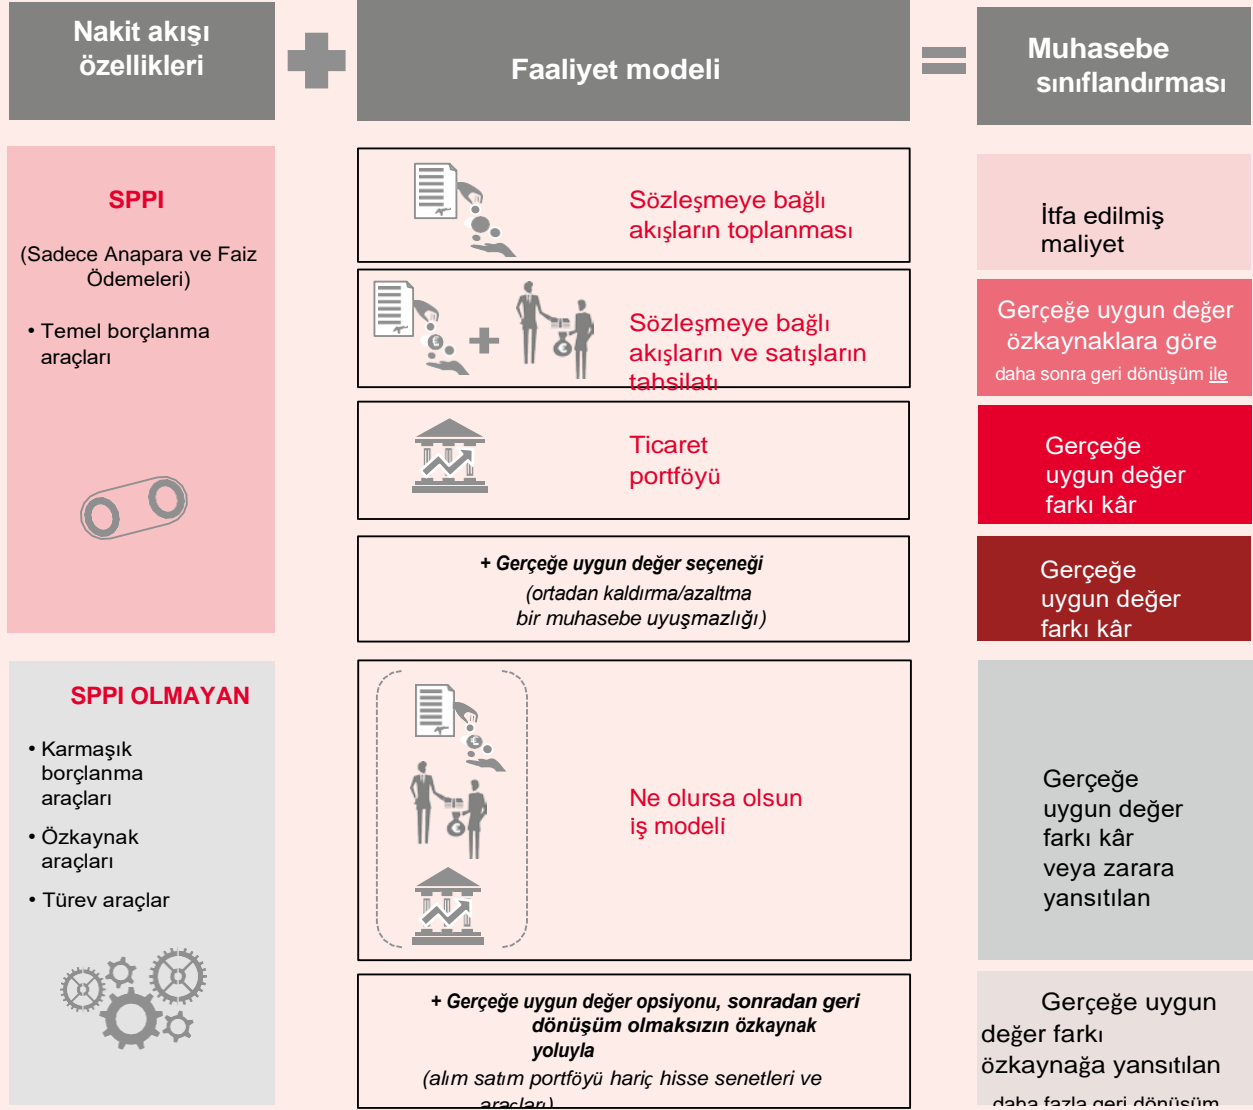 Nakit akışı
özellikleri
Faaliyet modeli
Muhasebe
sınıflandırması
SPPI
(Sadece Anapara ve Faiz
Ödemeleri)
• Temel borçlanma
araçları
Sözleşmeye bağlı
akışların toplanması
İtfa edilmiş
maliyet
Sözleşmeye bağlı
akışların ve satışların
tahsilatı
Gerçeğe uygun değer
özkaynaklara göre
daha sonra geri dönüşüm ile
Ticaret
portföyü
Gerçeğe
uygun değer
farkı kâr
+ Gerçeğe uygun değer seçeneği
(ortadan kaldırma/azaltma
bir muhasebe uyuşmazlığı)
Gerçeğe
uygun değer
farkı kâr
SPPI OLMAYAN
• Karmaşık
borçlanma
araçları
• Özkaynak
araçları
• Türev araçlar
Ne olursa olsun
iş modeli
Gerçeğe
uygun değer
farkı kâr
veya zarara
yansıtılan
+ Gerçeğe uygun değer opsiyonu, sonradan geri
dönüşüm olmaksızın özkaynak
yoluyla
(alım satım portföyü hariç hisse senetleri ve
araçları)
Gerçeğe uygun
değer farkı
özkaynağa yansıtılan
daha fazla geri dönüşüm